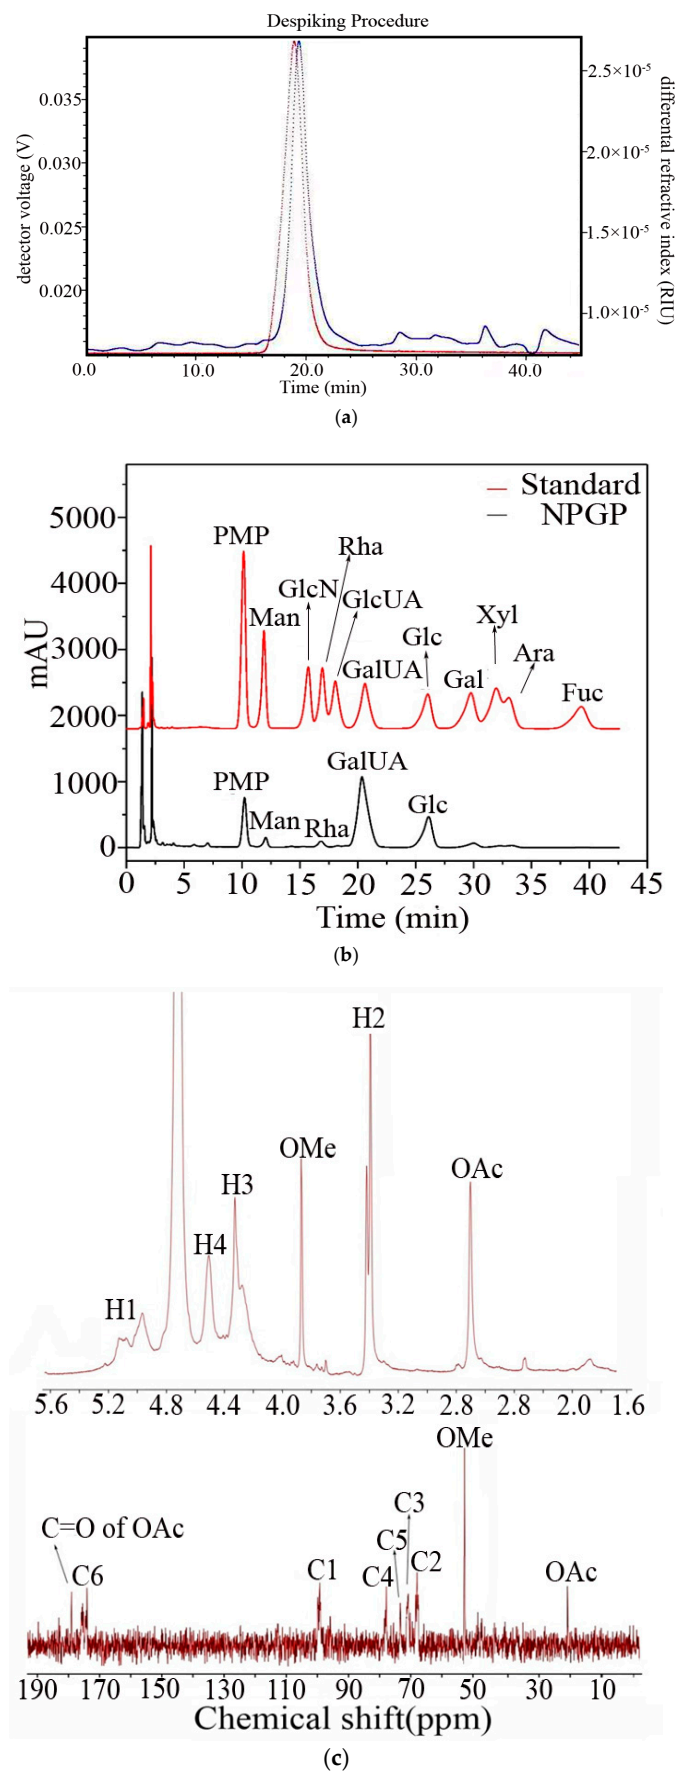 Despiking Procedure
detector voltage (V)
0.035
0.030
0.025
0.020
2.5×10-5
2.0×10-5
1.5×10-5
1.0×10-5
differental refractive index (RIU)
0.0 10.0 20.0 30.0 40.0
Time (min)
(a)
Standard
NPGP
mAU
5000
4000
3000
2000
1000
0
PMP
Man
GlcN
Rha
GlcUA
GalUA
Glc
Gal
Xyl
Ara
Fuc
PMP
Man
Rha
GalUA
Glc
0 5 10 15 20 25 30 35 40 45
Time (min)
(b)
H1
H4
H3
OMe
H2
OAc
5.6 5.2 4.8 4.4 4.0 3.6 3.2 2.8 2.8 2.0 1.6
C=O of OAc
C6
C1
C4
C5
C3
C2
OMe
OAc
190 170 150 130 110 90 70 50 30 10
Chemical shift(ppm)
(c)